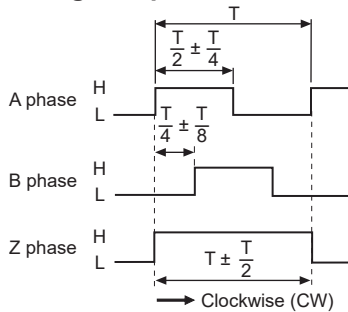 T
T/2 ± T/4
A phase H L
T/4 ± T/8
B phase H L
Z phase H L
T ± T/2
Clockwise (CW)